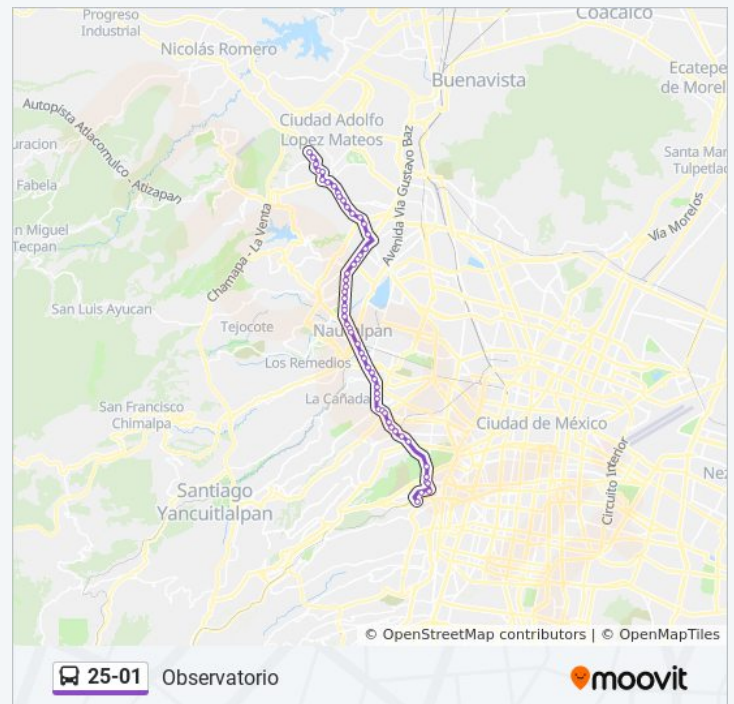 Progreso
Industrial
Coacalco
Nicolás Romero
Buenavista
Ecatepe
de Morel
Autopista Atlacomulco - Atizapan
Ciudad Adolfo
Lopez Mateos
Avenida Vía Gustavo Baz
uracion
Santa Mar
Tulpetlac
Fabela
Vía Morelos
n Miguel
Tecpan
Chamapa - La Venta
San Luis Ayucan
Tejocote
Naucalpan
Los Remedios
La Cañada
San Francisco
Chimalpa
Ciudad de México
Circuito Interior
Nez
Santiago
Yancuitlalpan
© OpenStreetMap contributors | © OpenMapTiles
25-01 Observatorio
moovit